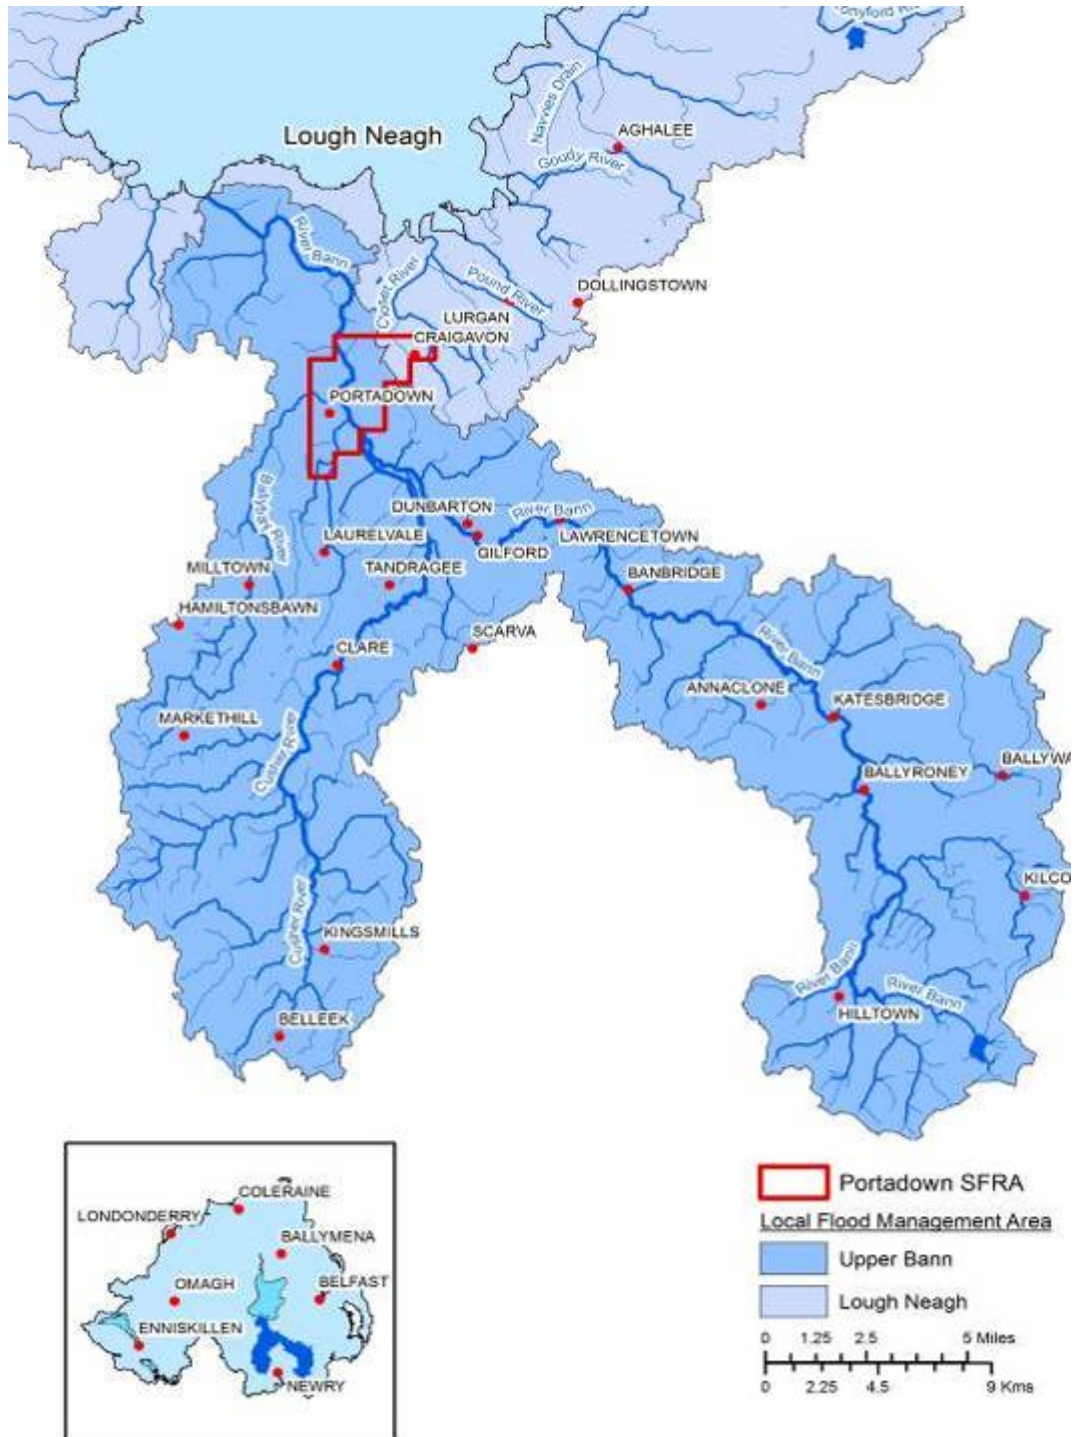 Lough Neagh
Navvies Drain
AGHALEE
Goudy River
River Bann
Closet River
Pound River
DOLLINGSTOWN
LURGAN
CRAIGAVON
PORTADOWN
River
DUNBARTON
River Bann
LAURELVALE
GILFORD
LAWRENCETOWN
MILLTOWN
TANDRAGEE
BANBRIDGE
HAMILTONSBAWN
SCARVA
CLARE
River Bann
ANNACLONE
KATESBRIDGE
MARKETHILL
Cusher River
BALLYWA
BALLYRONEY
KILCO
Cusher River
KINGSMILLS
River Bann
River Bann
HILLTOWN
BELLEEK
COLERAINE
LONDONDERRY
BALLYMENA
OMAGH
BELFAST
ENNISKILLEN
NEWRY
Portadown SFRA
Local Flood Management Area
Upper Bann
Lough Neagh
0 1.25 2.5 5 Miles
0 2.25 4.5 9 Kms